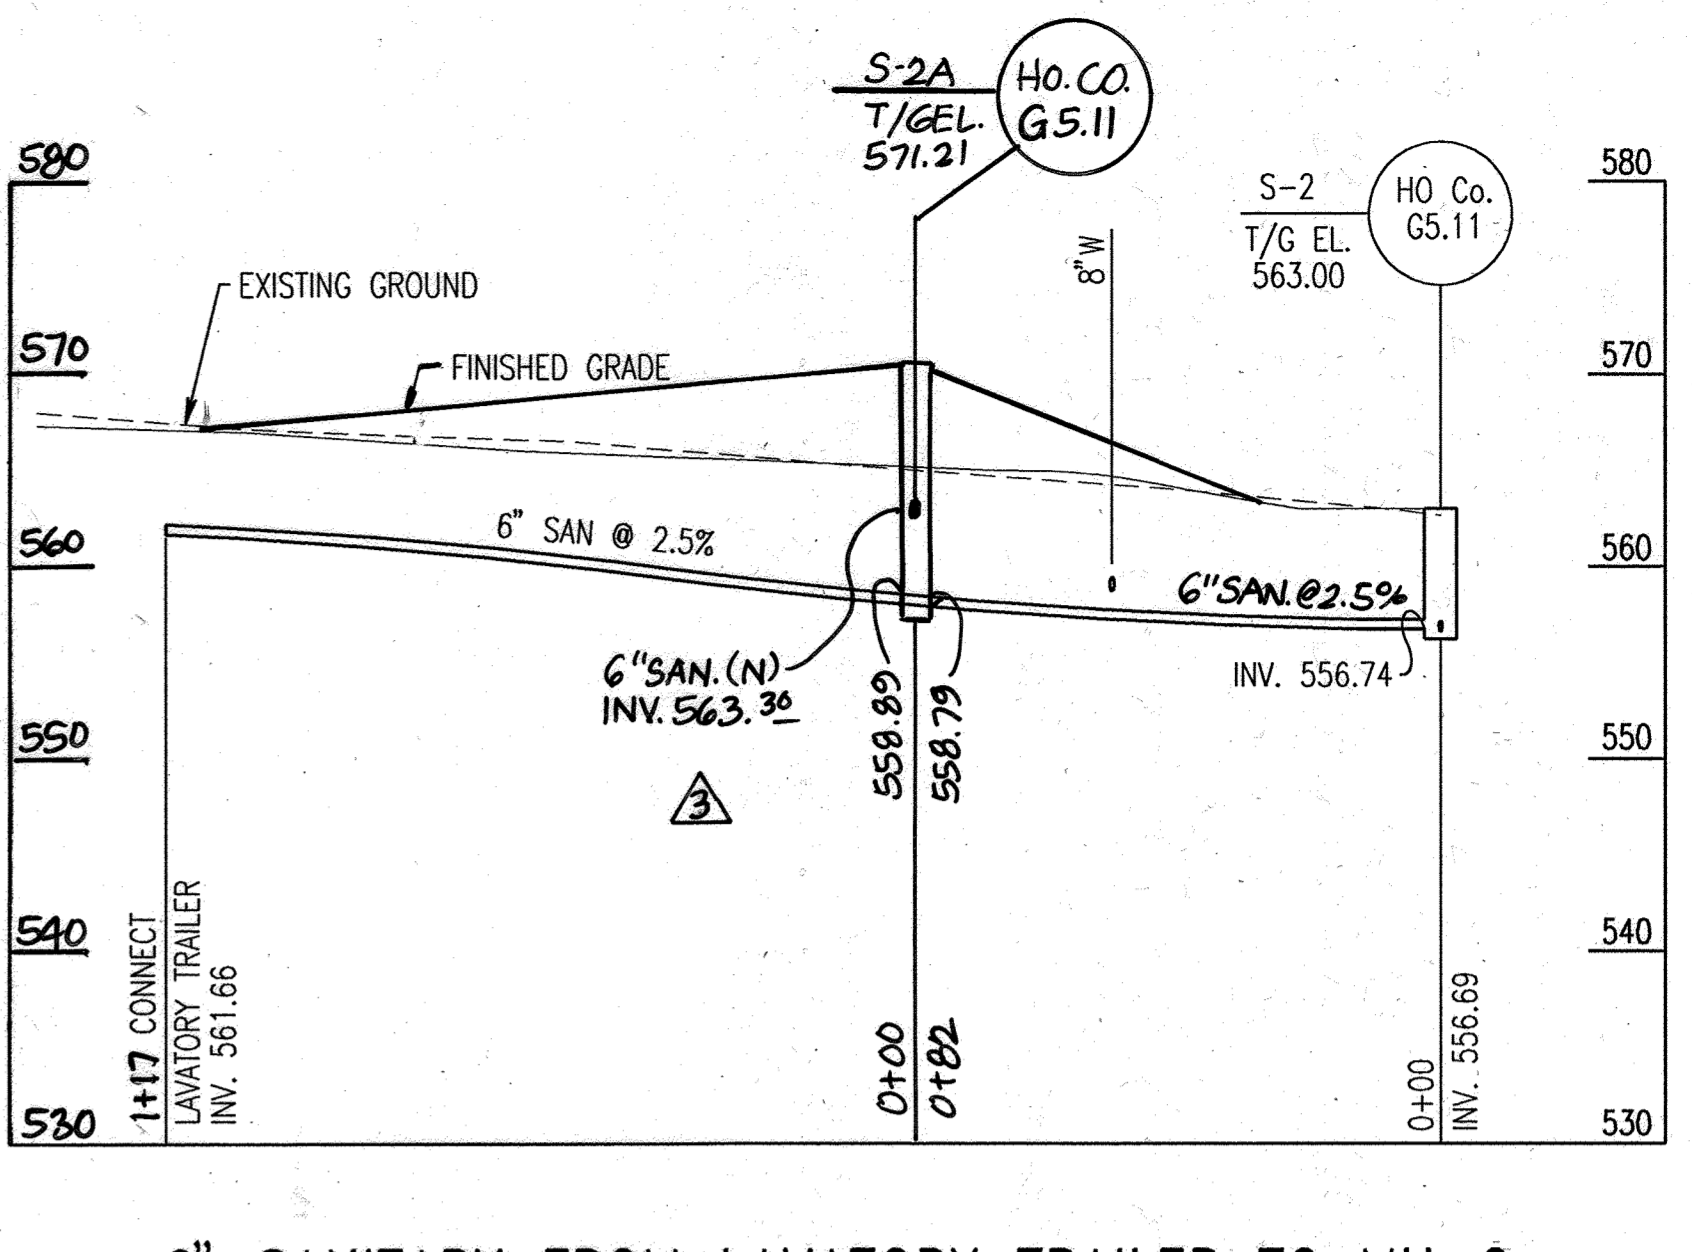 S-2A
T/GEL.
571.21
HO.CO.
G5.11
580
580
S-2
T/G EL.
563.00
HO Co.
G5.11
8"W
EXISTING GROUND
570
FINISHED GRADE
570
560
6" SAN @ 2.5%
560
6"SAN.@2.5%
6"SAN.(N)
INV. 563.30
558.89
558.79
INV. 556.74
550
550
3
540
540
1+17 CONNECT
LAVATORY TRAILER
INV. 561.66
0+00
0+82
0+00
INV. 556.69
530
530